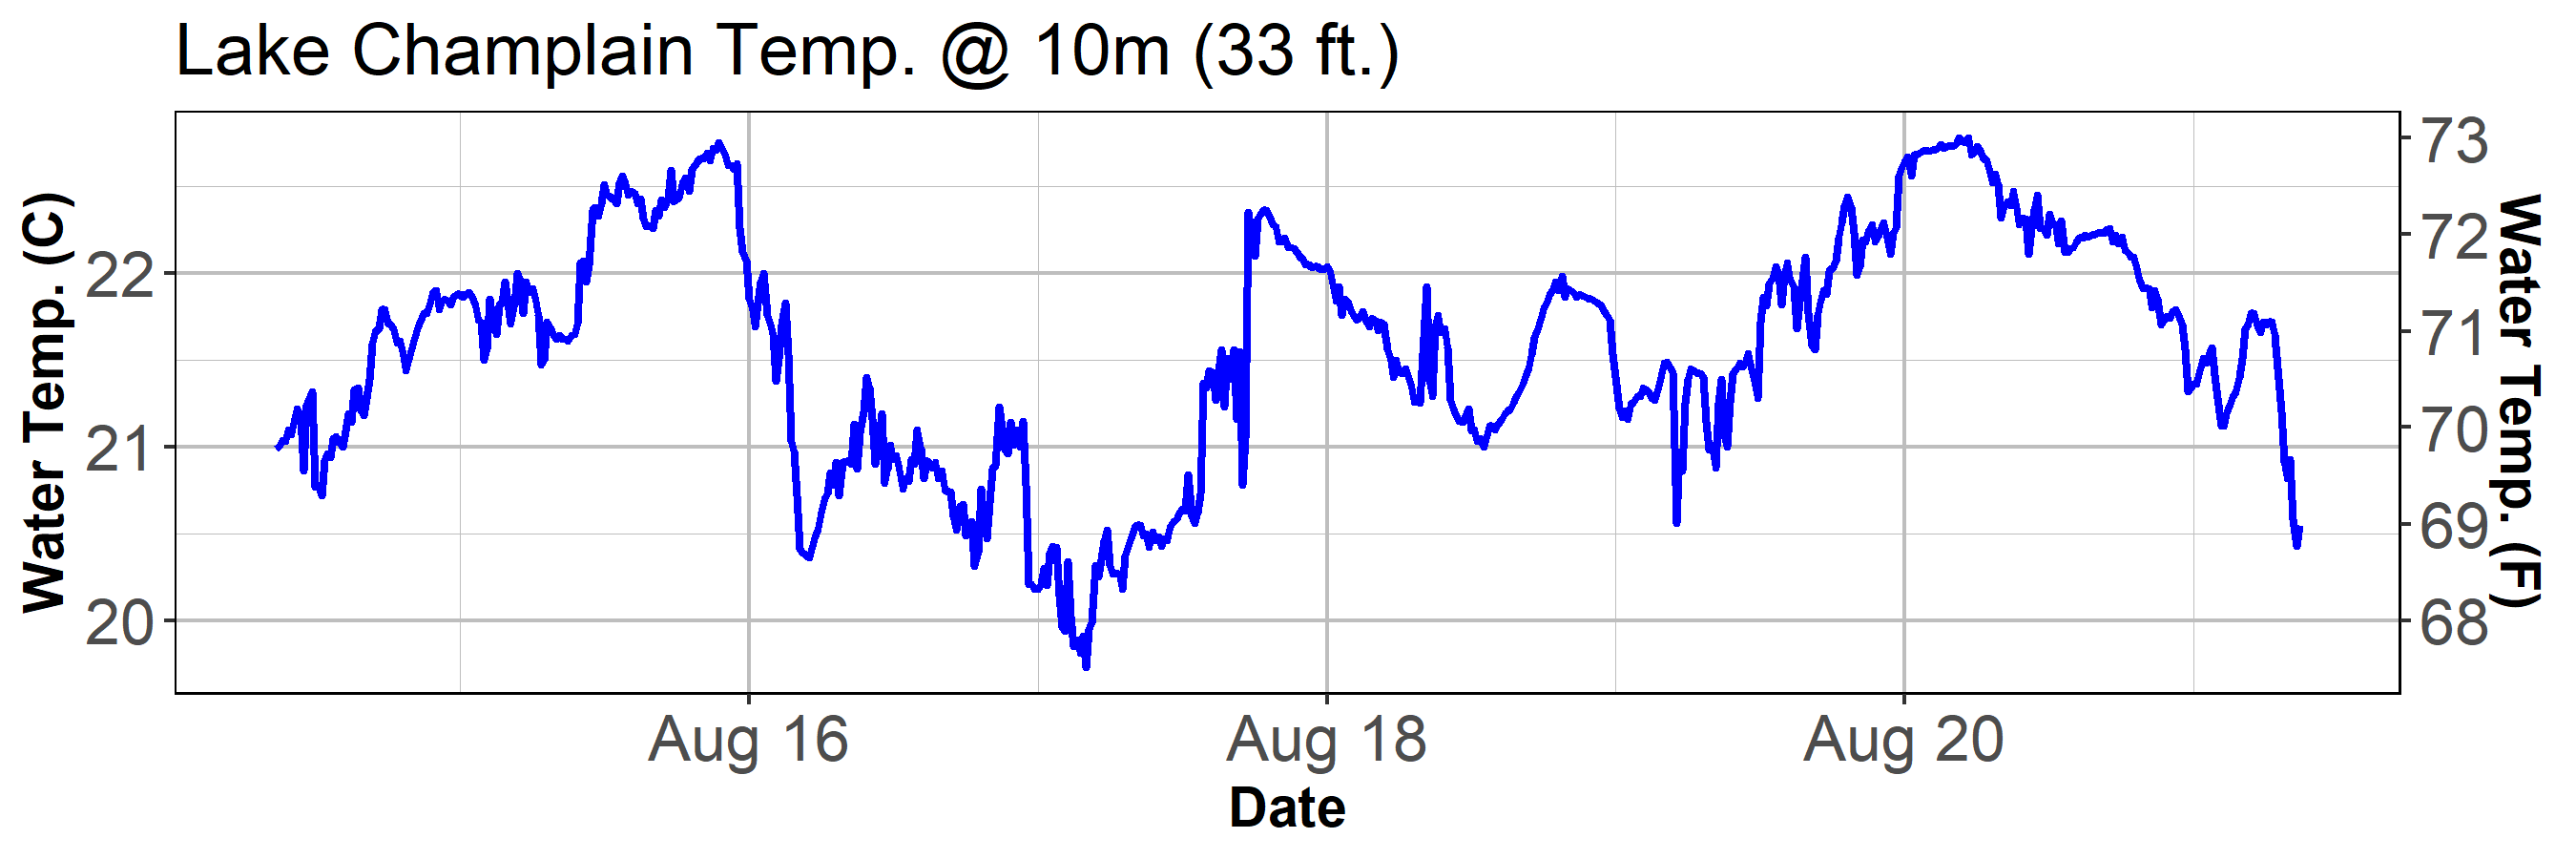 Lake Champlain Temp. @ 10m (33 ft.)
Water Temp. (C)
22
21
20
73
72
71
70
69
68
Water Temp. (F)
Aug 16
Aug 18
Aug 20
Date